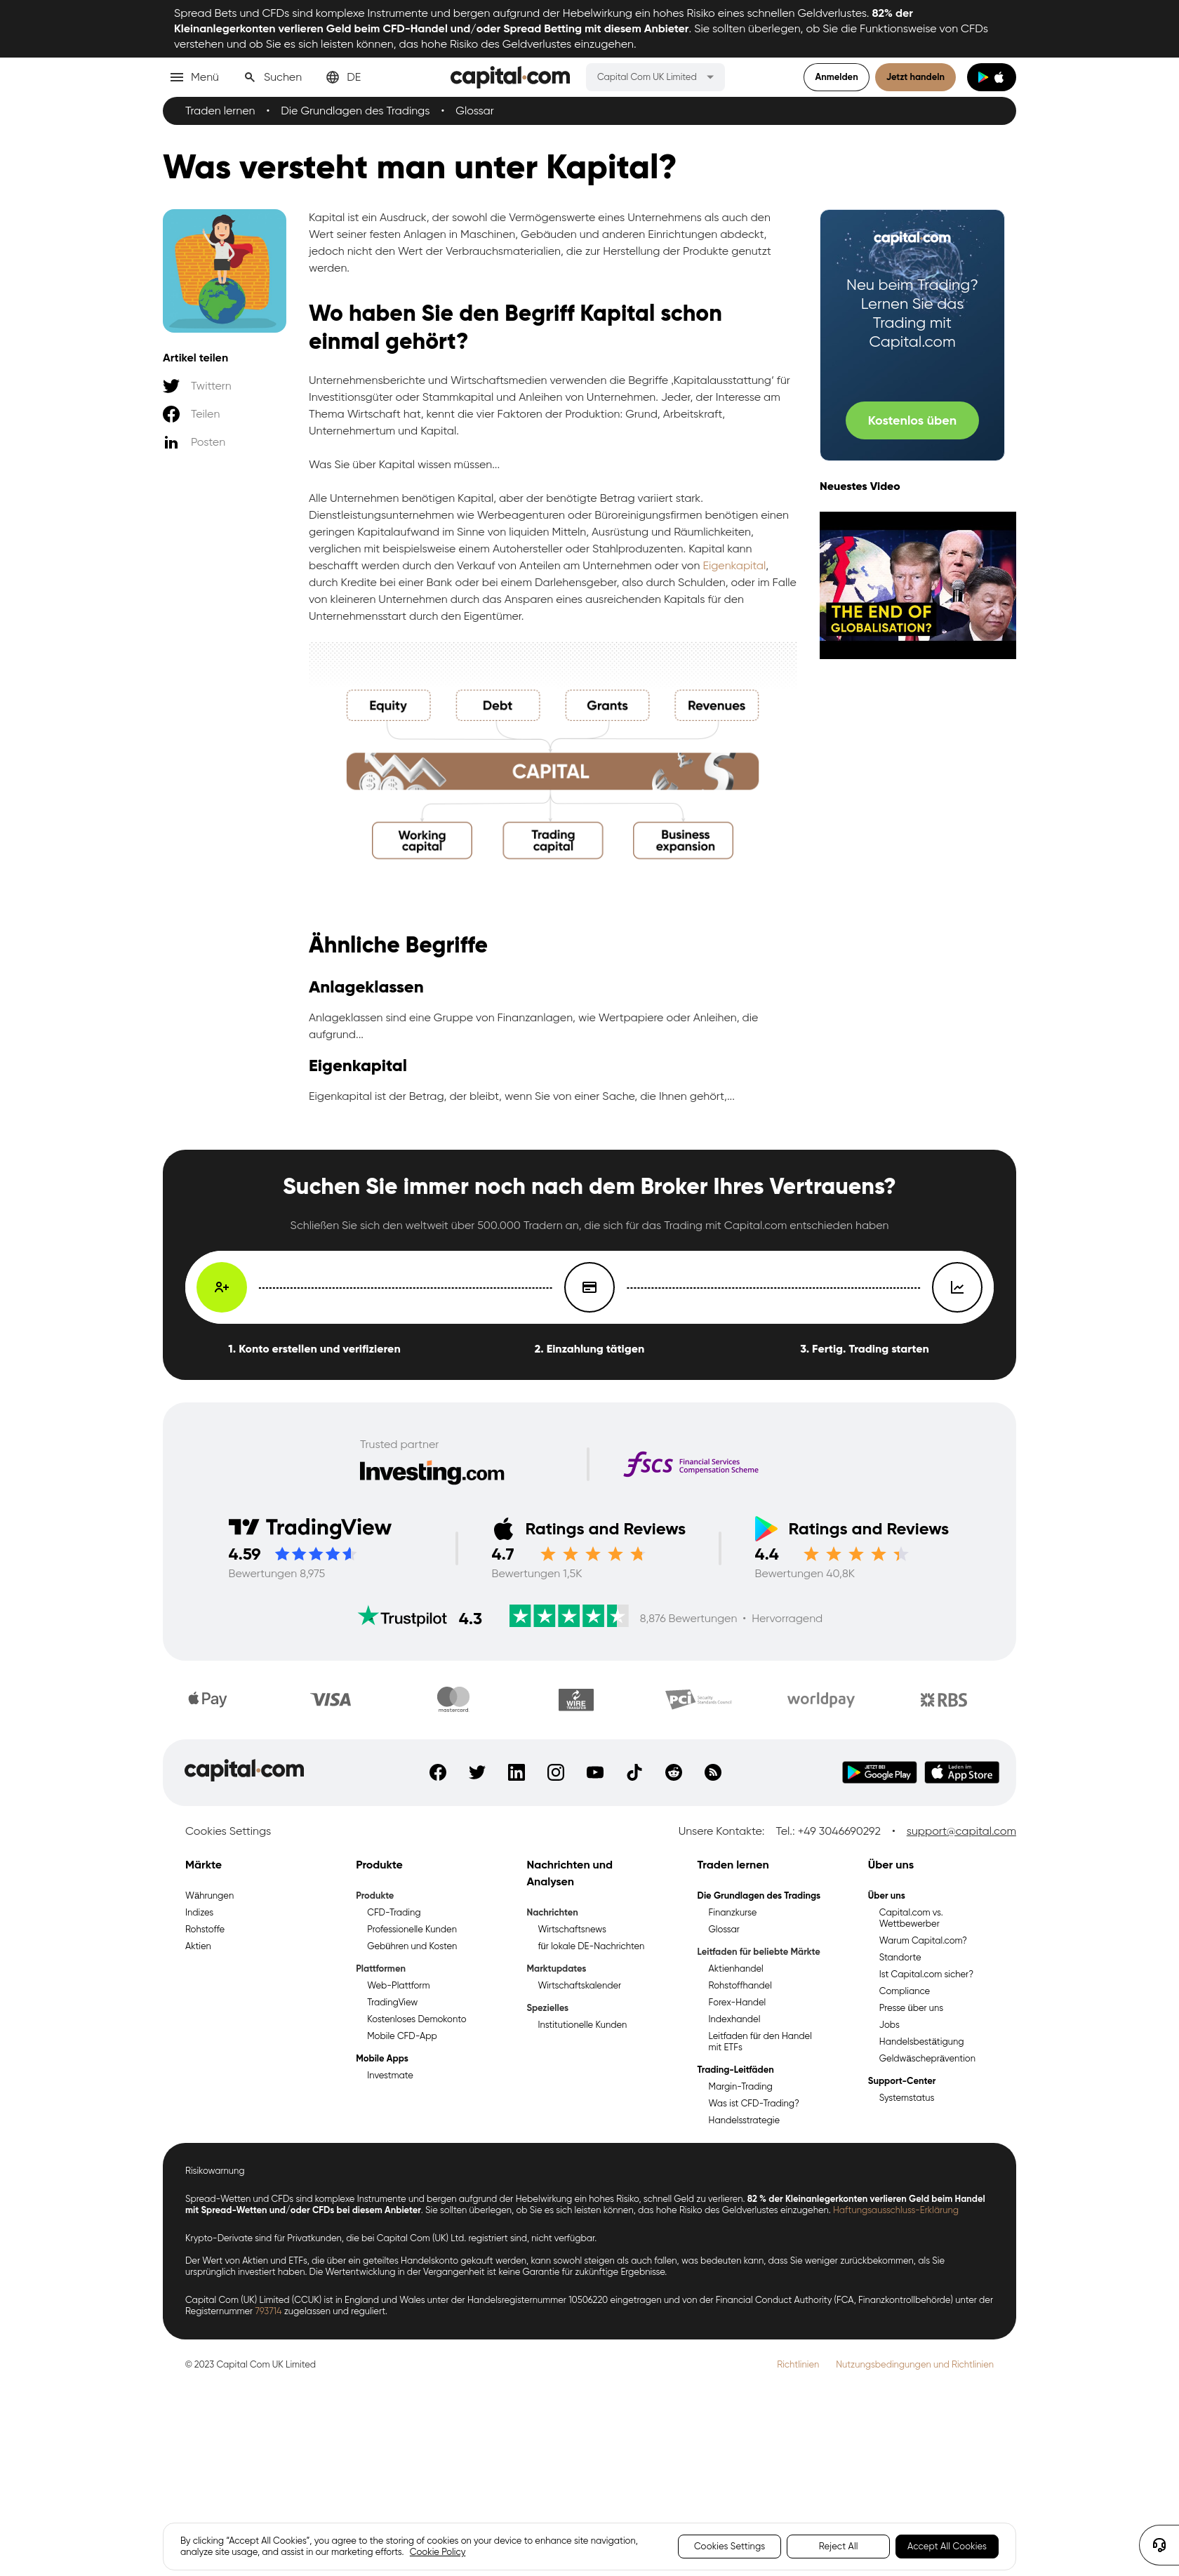 Spread Bets und CFDs sind komplexe Instrumente und bergen aufgrund der Hebelwirkung ein hohes Risiko eines schnellen Geldverlustes. 82% der
Kleinanlegerkonten verlieren Geld beim CFD-Handel und/oder Spread Betting mit diesem Anbieter. Sie sollten überlegen, ob Sie die Funktionsweise von CFDs
verstehen und ob Sie es sich leisten können, das hohe Risiko des Geldverlustes einzugehen.
Menü Suchen DE capital.com Capital Com UK Limited Anmelden Jetzt handeln
Traden lernen • Die Grundlagen des Tradings • Glossar
Was versteht man unter Kapital?
Artikel teilen
Twittern
Teilen
Posten
Kapital ist ein Ausdruck, der sowohl die Vermögenswerte eines Unternehmens als auch den
Wert seiner festen Anlagen in Maschinen, Gebäuden und anderen Einrichtungen abdeckt,
jedoch nicht den Wert der Verbrauchsmaterialien, die zur Herstellung der Produkte genutzt
werden.
Wo haben Sie den Begriff Kapital schon
einmal gehört?
Unternehmensberichte und Wirtschaftsmedien verwenden die Begriffe ‚Kapitalausstattung‘ für
Investitionsgüter oder Stammkapital und Anleihen von Unternehmen. Jeder, der Interesse am
Thema Wirtschaft hat, kennt die vier Faktoren der Produktion: Grund, Arbeitskraft,
Unternehmertum und Kapital.
Was Sie über Kapital wissen müssen...
Alle Unternehmen benötigen Kapital, aber der benötigte Betrag variiert stark.
Dienstleistungsunternehmen wie Werbeagenturen oder Büroreinigungsfirmen benötigen einen
geringen Kapitalaufwand im Sinne von liquiden Mitteln, Ausrüstung und Räumlichkeiten,
verglichen mit beispielsweise einem Autohersteller oder Stahlproduzenten. Kapital kann
beschafft werden durch den Verkauf von Anteilen am Unternehmen oder von Eigenkapital,
durch Kredite bei einer Bank oder bei einem Darlehensgeber, also durch Schulden, oder im Falle
von kleineren Unternehmen durch das Ansparen eines ausreichenden Kapitals für den
Unternehmensstart durch den Eigentümer.
Equity Debt Grants Revenues
CAPITAL
Working capital
Trading capital
Business expansion
capital.com
Neu beim Trading?
Lernen Sie das
Trading mit
Capital.com
Kostenlos üben
Neuestes Video
THE END OF
GLOBALISATION?
Ähnliche Begriffe
Anlageklassen
Anlageklassen sind eine Gruppe von Finanzanlagen, wie Wertpapiere oder Anleihen, die
aufgrund...
Eigenkapital
Eigenkapital ist der Betrag, der bleibt, wenn Sie von einer Sache, die Ihnen gehört,...
Suchen Sie immer noch nach dem Broker Ihres Vertrauens?
Schließen Sie sich den weltweit über 500.000 Tradern an, die sich für das Trading mit Capital.com entschieden haben
1. Konto erstellen und verifizieren
2. Einzahlung tätigen
3. Fertig. Trading starten
Trusted partner
Investing.com
fscs Financial Services
Compensation Scheme
TradingView
4.59
Bewertungen 8,975
Ratings and Reviews
4.7
Bewertungen 1,5K
Ratings and Reviews
4.4
Bewertungen 40,8K
Trustpilot 4.3 8,876 Bewertungen • Hervorragend
Pay VISA mastercard WIRE TRANSFER PCI Security Standards Council worldpay RBS
capital.com
JETZT BEI Google Play
Laden im App Store
Cookies Settings
Unsere Kontakte: Tel.: +49 3046690292 • support@capital.com
Märkte
Währungen
Indizes
Rohstoffe
Aktien
Produkte
Produkte
CFD-Trading
Professionelle Kunden
Gebühren und Kosten
Plattformen
Web-Plattform
TradingView
Kostenloses Demokonto
Mobile CFD-App
Mobile Apps
Investmate
Nachrichten und
Analysen
Nachrichten
Wirtschaftsnews
für lokale DE-Nachrichten
Marktupdates
Wirtschaftskalender
Spezielles
Institutionelle Kunden
Traden lernen
Die Grundlagen des Tradings
Finanzkurse
Glossar
Leitfaden für beliebte Märkte
Aktienhandel
Rohstoffhandel
Forex-Handel
Indexhandel
Leitfaden für den Handel
mit ETFs
Trading-Leitfäden
Margin-Trading
Was ist CFD-Trading?
Handelsstrategie
Über uns
Über uns
Capital.com vs.
Wettbewerber
Warum Capital.com?
Standorte
Ist Capital.com sicher?
Compliance
Presse über uns
Jobs
Handelsbestätigung
Geldwäscheprävention
Support-Center
Systemstatus
Risikowarnung
Spread-Wetten und CFDs sind komplexe Instrumente und bergen aufgrund der Hebelwirkung ein hohes Risiko, schnell Geld zu verlieren. 82 % der Kleinanlegerkonten verlieren Geld beim Handel
mit Spread-Wetten und/oder CFDs bei diesem Anbieter. Sie sollten überlegen, ob Sie es sich leisten können, das hohe Risiko des Geldverlustes einzugehen. Haftungsausschluss-Erklärung
Krypto-Derivate sind für Privatkunden, die bei Capital Com (UK) Ltd. registriert sind, nicht verfügbar.
Der Wert von Aktien und ETFs, die über ein geteiltes Handelskonto gekauft werden, kann sowohl steigen als auch fallen, was bedeuten kann, dass Sie weniger zurückbekommen, als Sie
ursprünglich investiert haben. Die Wertentwicklung in der Vergangenheit ist keine Garantie für zukünftige Ergebnisse.
Capital Com (UK) Limited (CCUK) ist in England und Wales unter der Handelsregisternummer 10506220 eingetragen und von der Financial Conduct Authority (FCA, Finanzkontrollbehörde) unter der
Registernummer 793714 zugelassen und reguliert.
© 2023 Capital Com UK Limited
Richtlinien Nutzungsbedingungen und Richtlinien
By clicking “Accept All Cookies”, you agree to the storing of cookies on your device to enhance site navigation,
analyze site usage, and assist in our marketing efforts. Cookie Policy
Cookies Settings Reject All Accept All Cookies